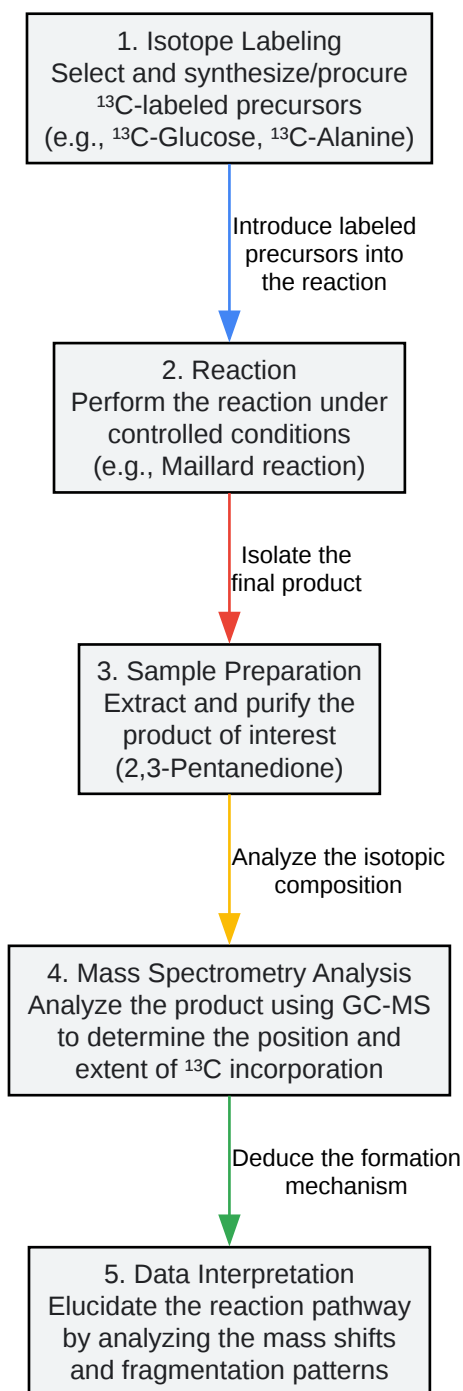 1. Isotope Labeling
Select and synthesize/procure
¹³C-labeled precursors
(e.g., ¹³C-Glucose, ¹³C-Alanine)
Introduce labeled
precursors into
the reaction
2. Reaction
Perform the reaction under
controlled conditions
(e.g., Maillard reaction)
Isolate the
final product
3. Sample Preparation
Extract and purify the
product of interest
(2,3-Pentanedione)
Analyze the isotopic
composition
4. Mass Spectrometry Analysis
Analyze the product using GC-MS
to determine the position and
extent of ¹³C incorporation
Deduce the formation
mechanism
5. Data Interpretation
Elucidate the reaction pathway
by analyzing the mass shifts
and fragmentation patterns